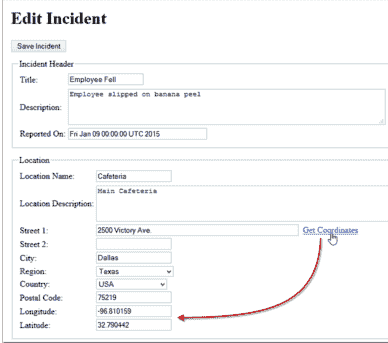 Edit Incident
Save Incident
Incident Header
Title: Employee Fell
Description: Employee slipped on banana peel
Reported On: Fri Jan 09 00:00:00 UTC 2015
Location
Location Name: Cafeteria
Location Description: Main Cafeteria
Street 1: 2500 Victory Ave. Get Coordinates
Street 2:
City: Dallas
Region: Texas
Country: USA
Postal Code: 75219
Longitude: -96.810159
Latitude: 32.790442